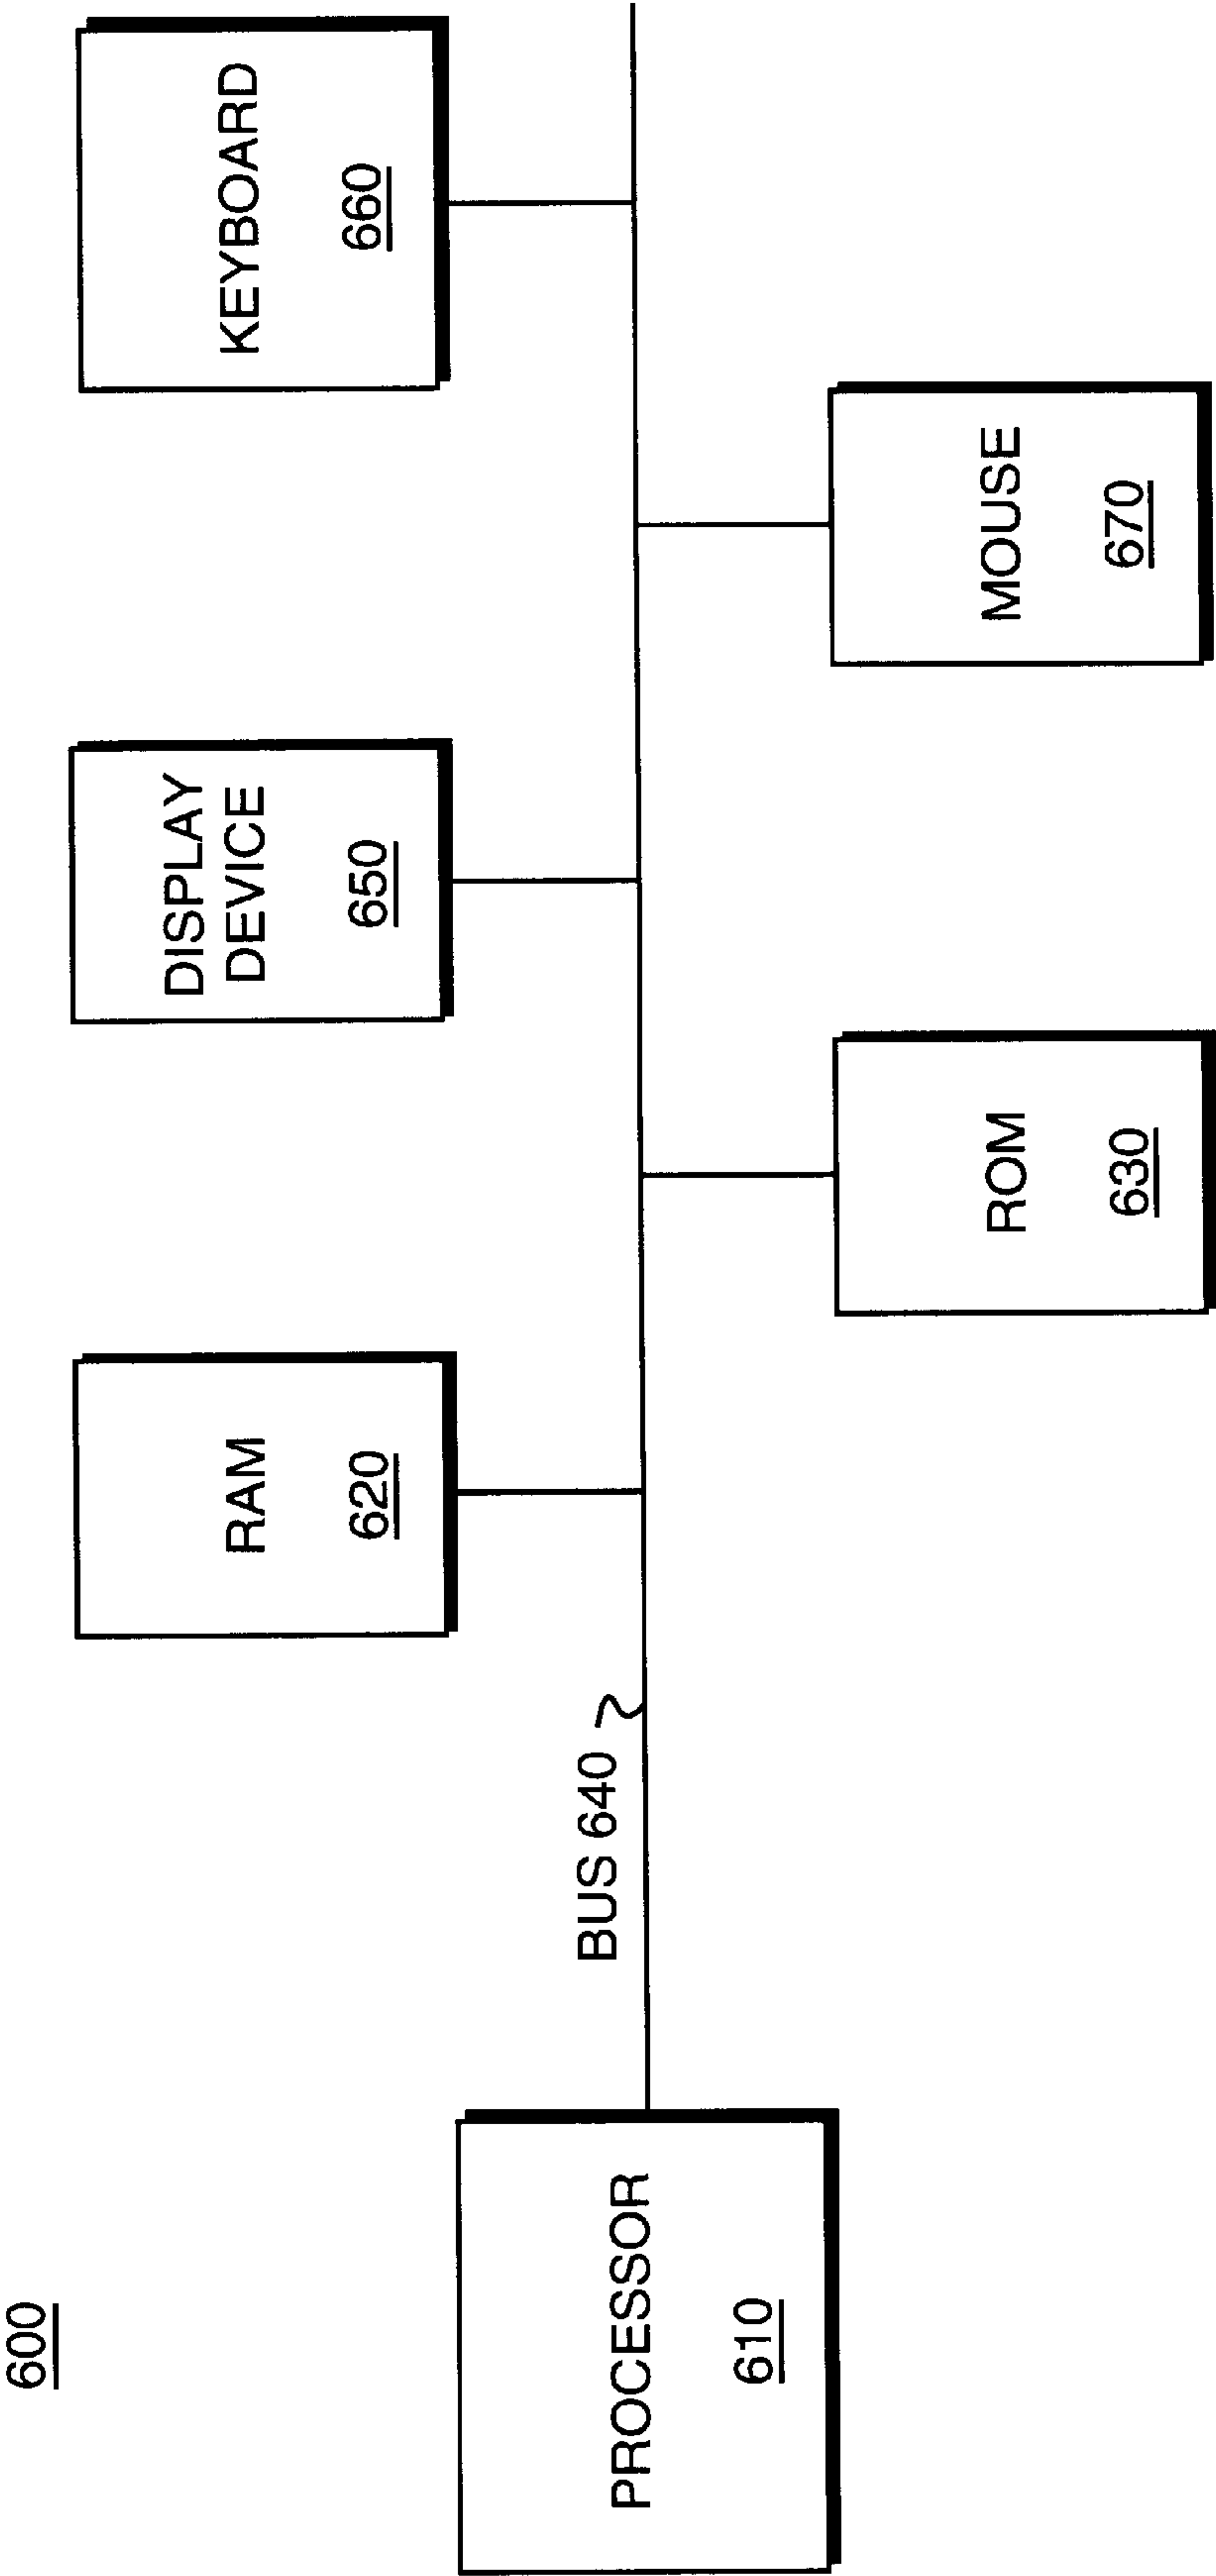 600
PROCESSOR
610
BUS 640
RAM
620
ROM
630
DISPLAY
DEVICE
650
MOUSE
670
KEYBOARD
660